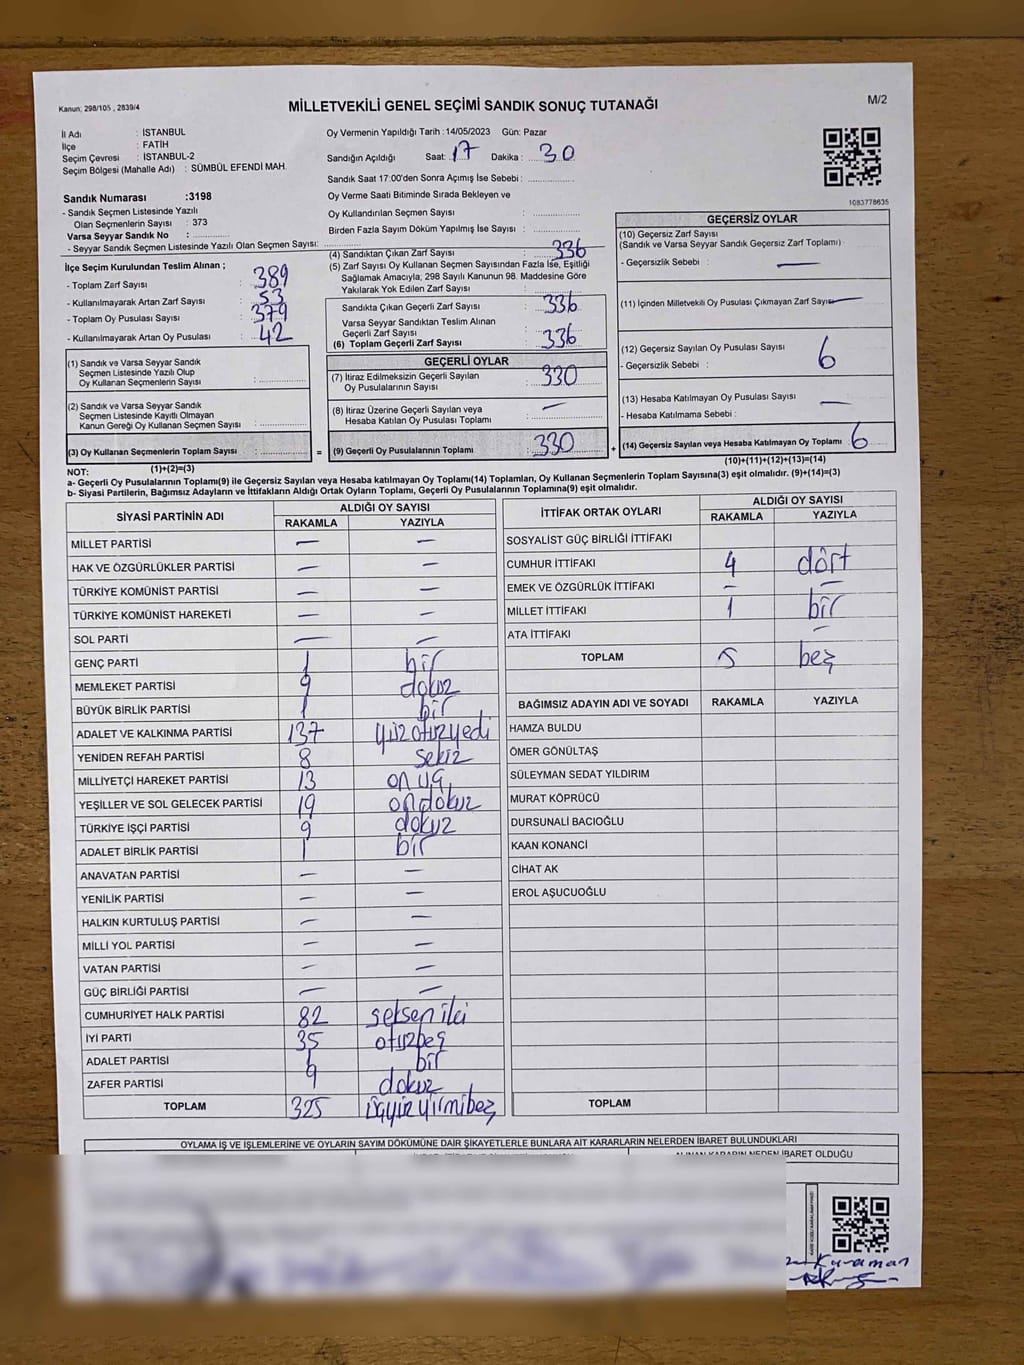 Kanun; 298/105 , 2839/4
MİLLETVEKİLİ GENEL SEÇİMİ SANDIK SONUÇ TUTANAĞI
M/2
İl Adı : İSTANBUL
İlçe : FATİH
Seçim Çevresi : İSTANBUL-2
Seçim Bölgesi (Mahalle Adı) : SÜMBÜL EFENDİ MAH.
Oy Vermenin Yapıldığı Tarih : 14/05/2023 Gün: Pazar
Sandığın Açıldığı Saat: 17 Dakika : 30
Sandık Saat 17:00'den Sonra Açımış İse Sebebi :
Oy Verme Saati Bitiminde Sırada Bekleyen ve
Oy Kullandırılan Seçmen Sayısı :
Birden Fazla Sayım Döküm Yapılmış İse Sayısı :
1083778635
Sandık Numarası :3198
- Sandık Seçmen Listesinde Yazılı
Olan Seçmenlerin Sayısı : 373
Varsa Seyyar Sandık No :
- Seyyar Sandık Seçmen Listesinde Yazılı Olan Seçmen Sayısı:
İlçe Seçim Kurulundan Teslim Alınan ;
- Toplam Zarf Sayısı : 389
- Kullanılmayarak Artan Zarf Sayısı : 53
- Toplam Oy Pusulası Sayısı : 379
- Kullanılmayarak Artan Oy Pusulası : 42
(1) Sandık ve Varsa Seyyar Sandık
Seçmen Listesinde Yazılı Olup
Oy Kullanan Seçmenlerin Sayısı :
(2) Sandık ve Varsa Seyyar Sandık
Seçmen Listesinde Kayıtlı Olmayan
Kanun Gereği Oy Kullanan Seçmen Sayısı :
(3) Oy Kullanan Seçmenlerin Toplam Sayısı : =
(1)+(2)=(3)
(4) Sandıktan Çıkan Zarf Sayısı : 336
(5) Zarf Sayısı Oy Kullanan Seçmen Sayısından Fazla İse, Eşitliği
Sağlamak Amacıyla, 298 Sayılı Kanunun 98. Maddesine Göre
Yakılarak Yok Edilen Zarf Sayısı :
Sandıkta Çıkan Geçerli Zarf Sayısı : 336
Varsa Seyyar Sandıktan Teslim Alınan
Geçerli Zarf Sayısı :
(6) Toplam Geçerli Zarf Sayısı : 336
GEÇERLİ OYLAR
(7) İtiraz Edilmeksizin Geçerli Sayılan
Oy Pusulalarının Sayısı : 330
(8) İtiraz Üzerine Geçerli Sayılan veya
Hesaba Katılan Oy Pusulası Toplamı : —
(9) Geçerli Oy Pusulalarının Toplamı : 330 +
GEÇERSİZ OYLAR
(10) Geçersiz Zarf Sayısı
(Sandık ve Varsa Seyyar Sandık Geçersiz Zarf Toplamı)
- Geçersizlik Sebebi : —
(11) İçinden Milletvekili Oy Pusulası Çıkmayan Zarf Sayısı —
(12) Geçersiz Sayılan Oy Pusulası Sayısı 6
- Geçersizlik Sebebi :
(13) Hesaba Katılmayan Oy Pusulası Sayısı —
- Hesaba Katılmama Sebebi :
(14) Geçersiz Sayılan veya Hesaba Katılmayan Oy Toplamı 6
(10)+(11)+(12)+(13)=(14)
NOT:
a- Geçerli Oy Pusulalarının Toplamı(9) ile Geçersiz Sayılan veya Hesaba Katılmayan Oy Toplamı(14) Toplamları, Oy Kullanan Seçmenlerin Toplam Sayısına(3) eşit olmalıdır. (9)+(14)=(3)
b- Siyasi Partilerin, Bağımsız Adayların ve İttifakların Aldığı Ortak Oyların Toplamı, Geçerli Oy Pusulalarının Toplamına(9) eşit olmalıdır.
SİYASİ PARTİNİN ADI ALDIĞI OY SAYISI
RAKAMLA YAZIYLA
MİLLET PARTİSİ — —
HAK VE ÖZGÜRLÜKLER PARTİSİ — —
TÜRKİYE KOMÜNİST PARTİSİ — —
TÜRKİYE KOMÜNİST HAREKETİ — —
SOL PARTİ — —
GENÇ PARTİ 1 bir
MEMLEKET PARTİSİ 9 dokuz
BÜYÜK BİRLİK PARTİSİ 1 bir
ADALET VE KALKINMA PARTİSİ 137 yüzotuzyedi
YENİDEN REFAH PARTİSİ 8 sekiz
MİLLİYETÇİ HAREKET PARTİSİ 13 onüç
YEŞİLLER VE SOL GELECEK PARTİSİ 19 ondokuz
TÜRKİYE İŞÇİ PARTİSİ 9 dokuz
ADALET BİRLİK PARTİSİ 1 bir
ANAVATAN PARTİSİ — —
YENİLİK PARTİSİ — —
HALKIN KURTULUŞ PARTİSİ — —
MİLLİ YOL PARTİSİ — —
VATAN PARTİSİ — —
GÜÇ BİRLİĞİ PARTİSİ — —
CUMHURİYET HALK PARTİSİ 82 seksen iki
İYİ PARTİ 35 otuzbeş
ADALET PARTİSİ 1 bir
ZAFER PARTİSİ 9 dokuz
TOPLAM 325 üçyüzyirmibeş
İTTİFAK ORTAK OYLARI ALDIĞI OY SAYISI
RAKAMLA YAZIYLA
SOSYALİST GÜÇ BİRLİĞİ İTTİFAKI
CUMHUR İTTİFAKI 4 dört
EMEK VE ÖZGÜRLÜK İTTİFAKI — —
MİLLET İTTİFAKI 1 bir
ATA İTTİFAKI —
TOPLAM 5 beş
BAĞIMSIZ ADAYIN ADI VE SOYADI RAKAMLA YAZIYLA
HAMZA BULDU
ÖMER GÖNÜLTAŞ
SÜLEYMAN SEDAT YILDIRIM
MURAT KÖPRÜCÜ
DURSUNALİ BACIOĞLU
KAAN KONANCİ
CİHAT AK
EROL AŞUCUOĞLU
TOPLAM
OYLAMA İŞ VE İŞLEMLERİNE VE OYLARIN SAYIM DÖKÜMÜNE DAİR ŞİKAYETLERLE BUNLARA AİT KARARLARIN NELERDEN İBARET BULUNDUKLARI
ALINAN KARARIN NEDEN İBARET OLDUĞU
Kuraman